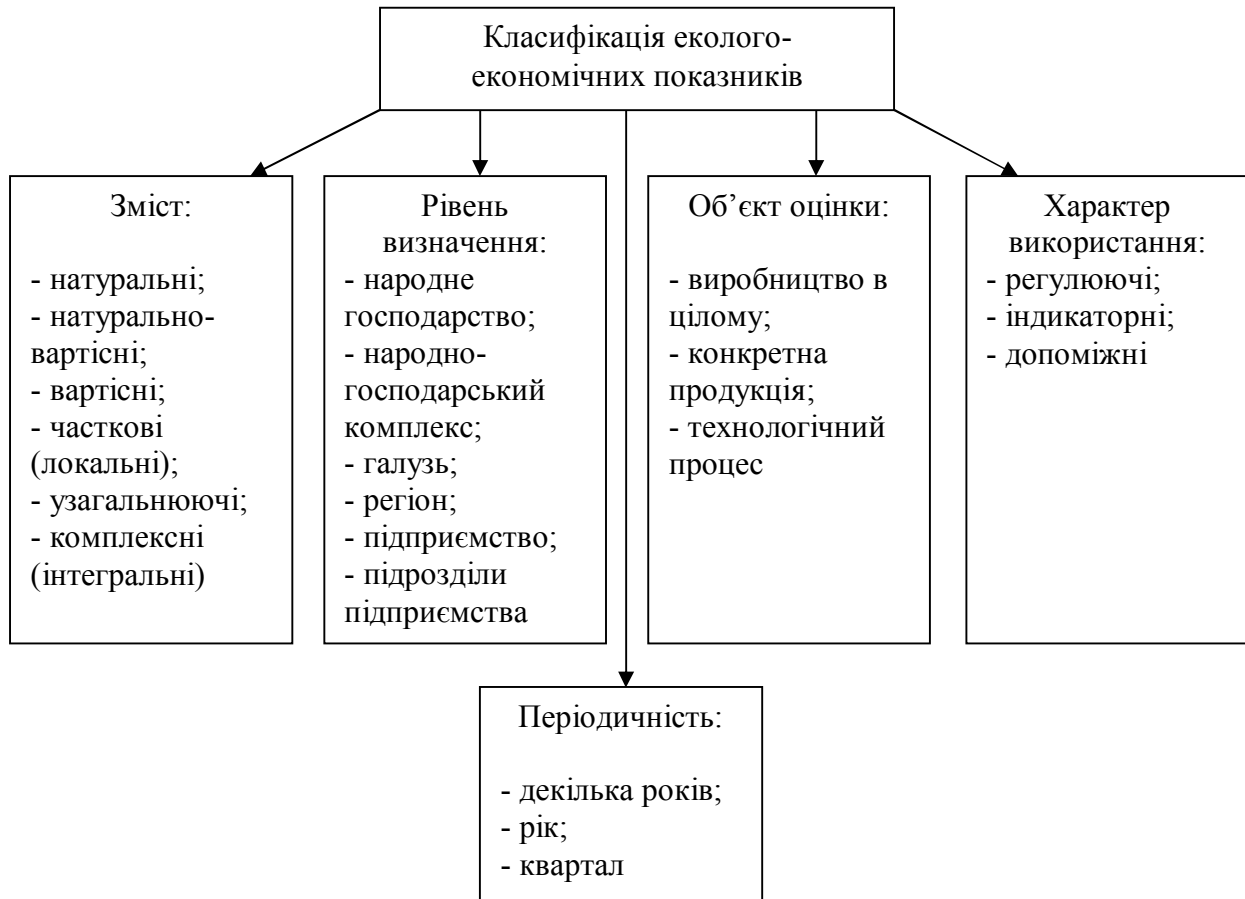 Класифікація еколого-
економічних показників
Зміст:
- натуральні;
- натурально-
вартісні;
- вартісні;
- часткові
(локальні);
- узагальнюючі;
- комплексні
(інтегральні)
Рівень
визначення:
- народне
господарство;
- народно-
господарський
комплекс;
- галузь;
- регіон;
- підприємство;
- підрозділи
підприємства
Об’єкт оцінки:
- виробництво в
цілому;
- конкретна
продукція;
- технологічний
процес
Характер
використання:
- регулюючі;
- індикаторні;
- допоміжні
Періодичність:
- декілька років;
- рік;
- квартал